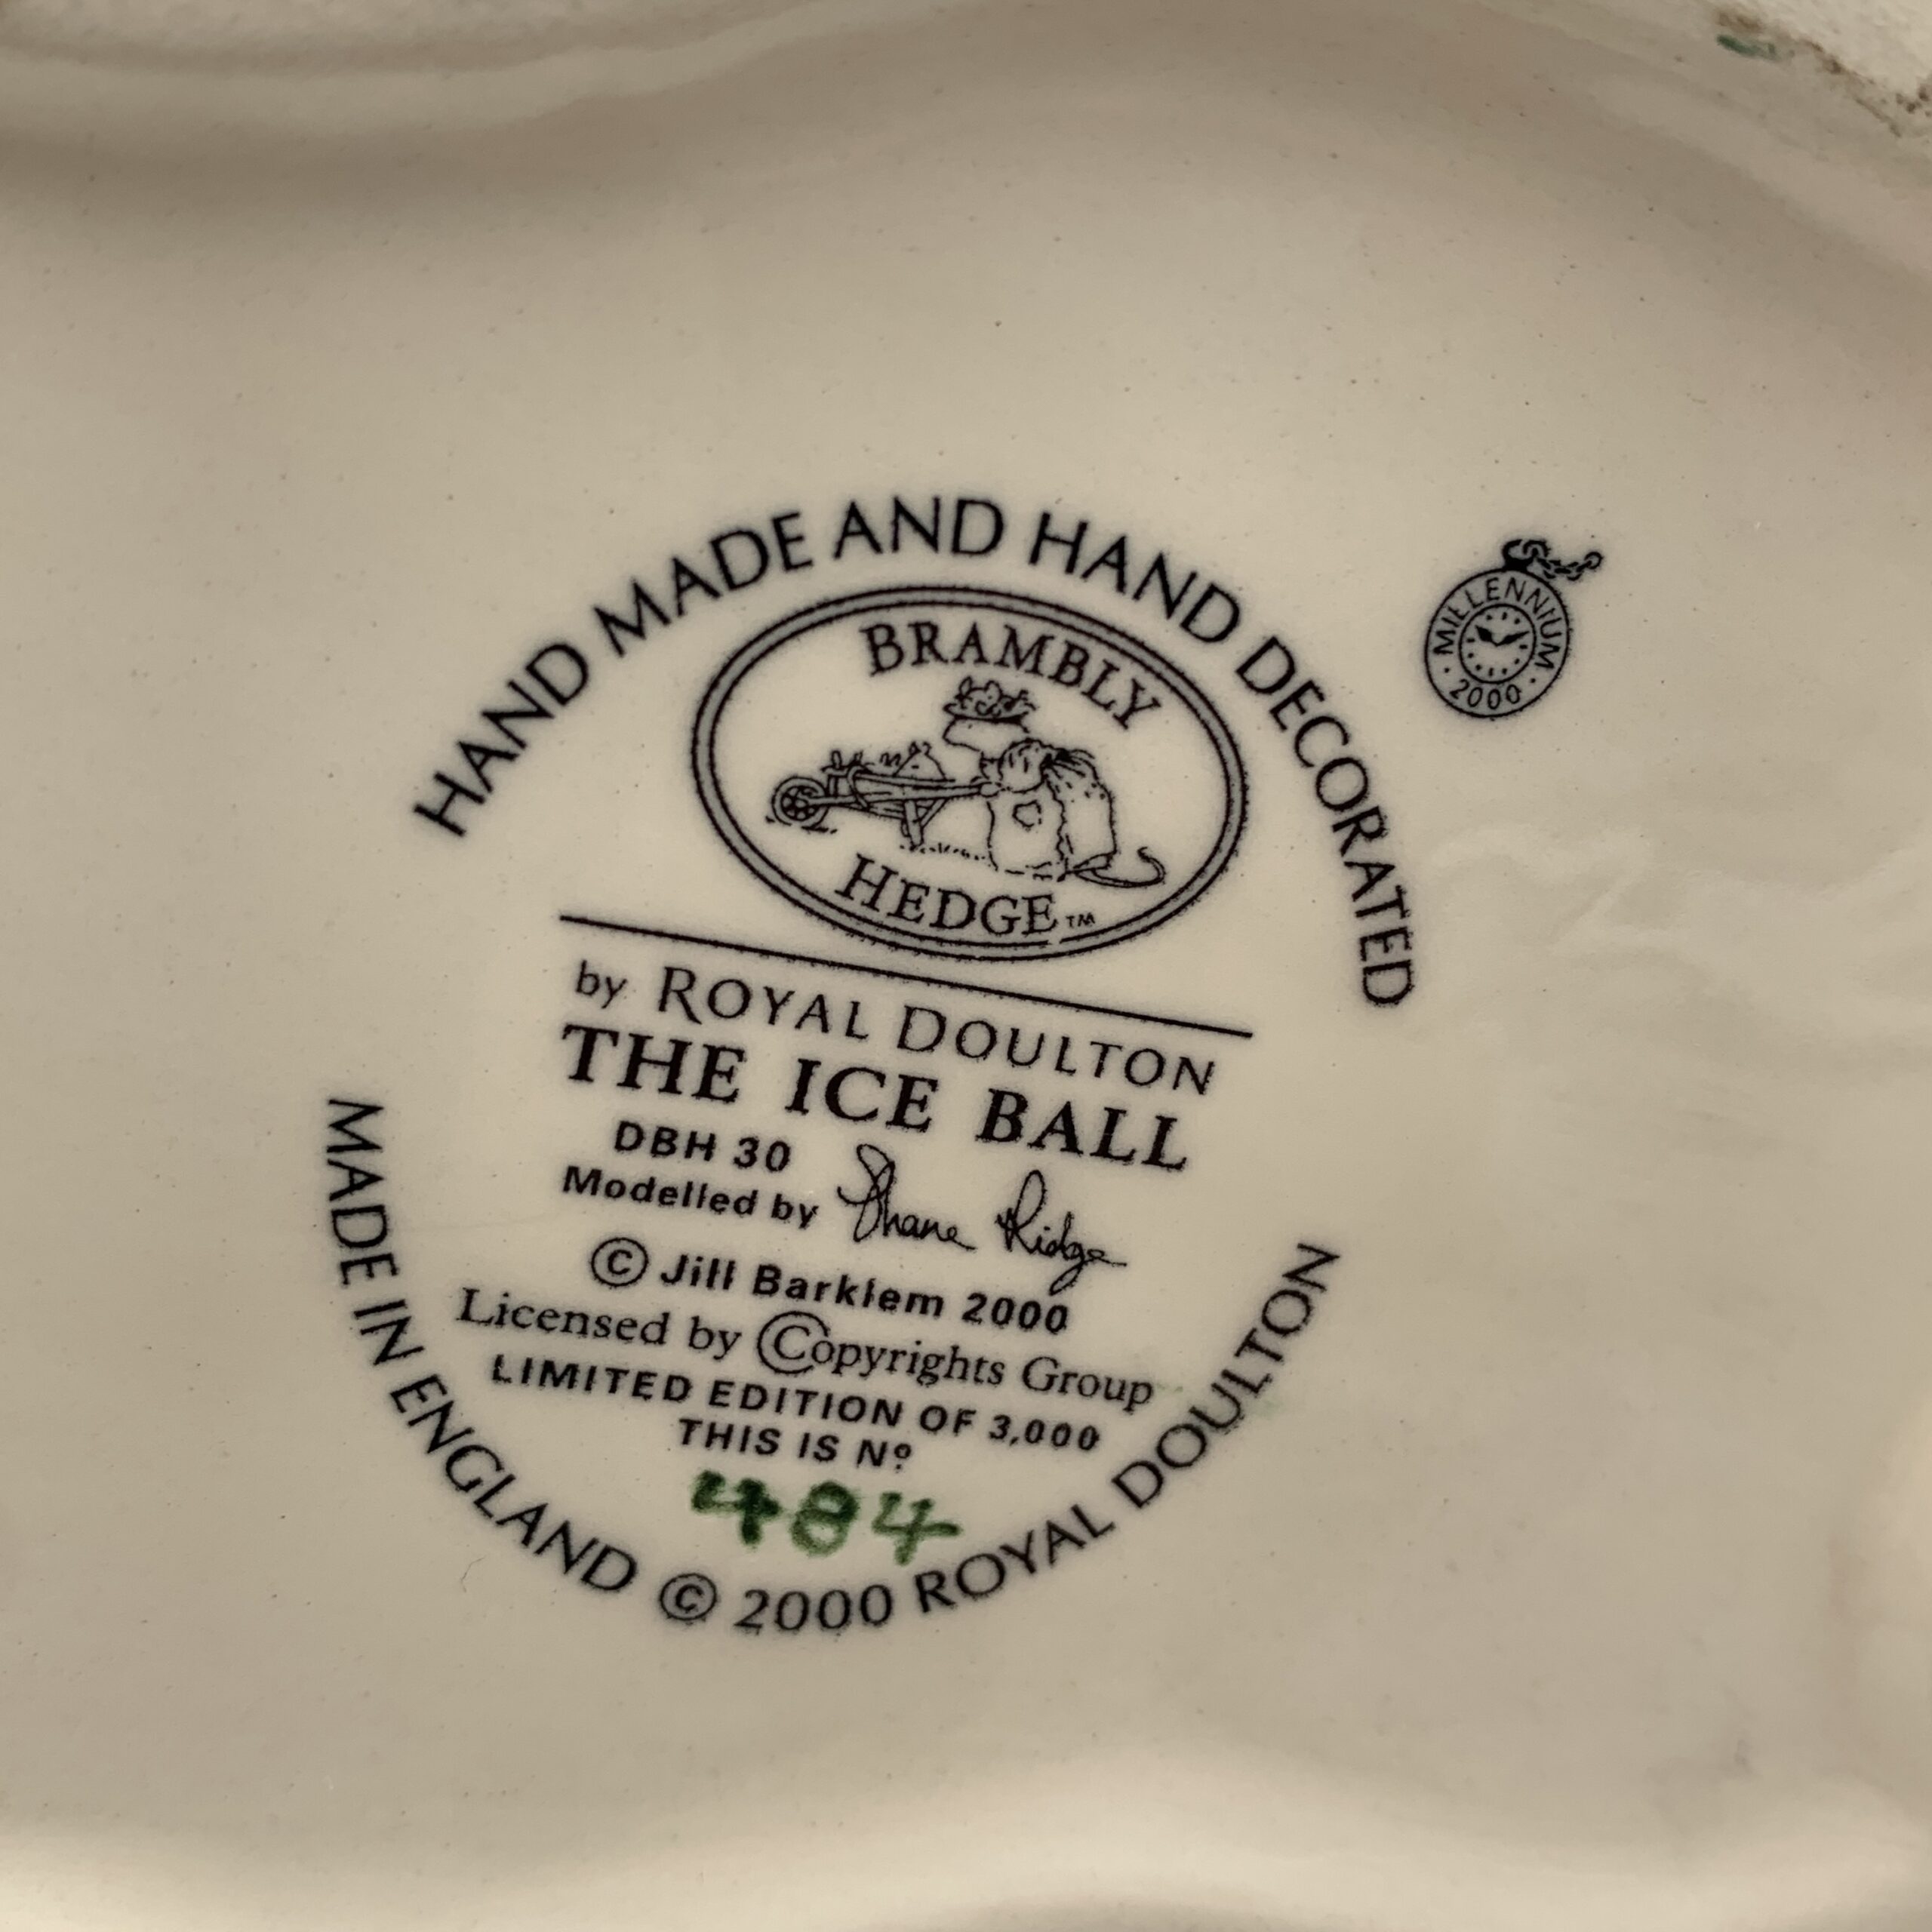 HAND MADE AND HAND DECORATED
MILLENNIUM
· 2000 ·
BRAMBLY
HEDGE™
by ROYAL DOULTON
THE ICE BALL
DBH 30
Modelled by Shane Ridge
© Jill Barklem 2000
Licensed by Copyrights Group
LIMITED EDITION OF 3,000
THIS IS Nº
484
MADE IN ENGLAND © 2000 ROYAL DOULTON